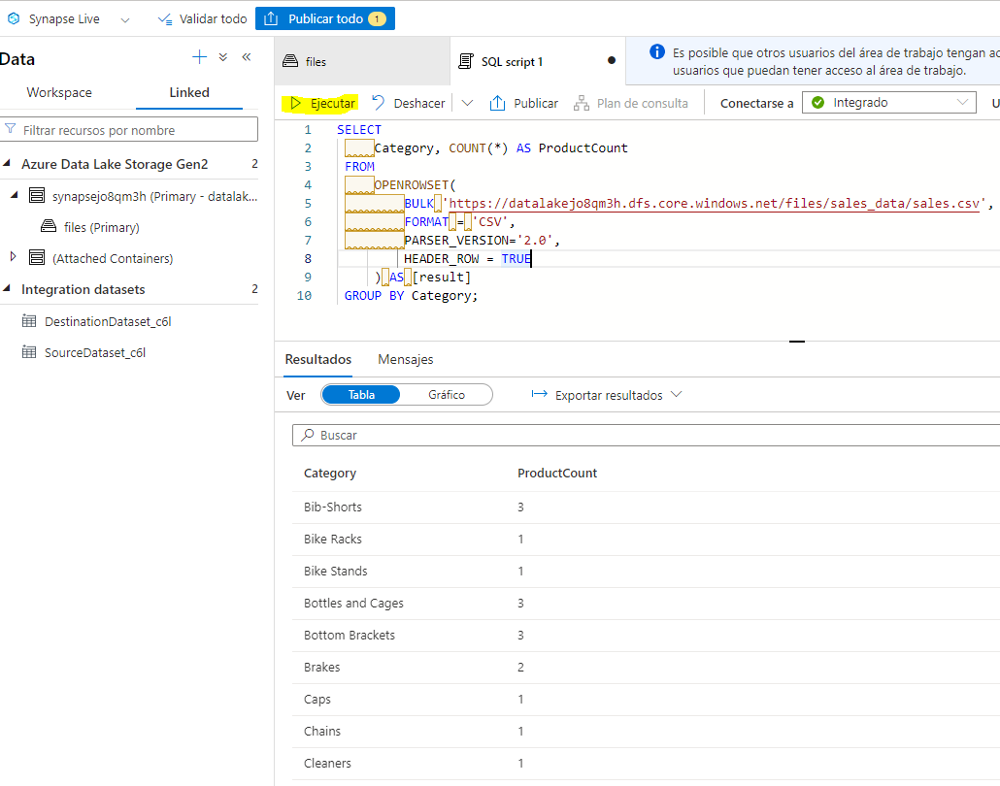 Synapse Live
Validar todo
Publicar todo 1
Data
Workspace
Linked
Filtrar recursos por nombre
Azure Data Lake Storage Gen2 2
synapsejo8qm3h (Primary - datalak...
files (Primary)
(Attached Containers)
Integration datasets 2
DestinationDataset_c6l
SourceDataset_c6l
files
SQL script 1
Es posible que otros usuarios del área de trabajo tengan ac
usuarios que puedan tener acceso al área de trabajo.
Ejecutar
Deshacer
Publicar
Plan de consulta
Conectarse a
Integrado
U
1 SELECT
2 Category, COUNT(*) AS ProductCount
3 FROM
4 OPENROWSET(
5 BULK 'https://datalakejo8qm3h.dfs.core.windows.net/files/sales_data/sales.csv',
6 FORMAT = 'CSV',
7 PARSER_VERSION='2.0',
8 HEADER_ROW = TRUE
9 ) AS [result]
10 GROUP BY Category;
Resultados
Mensajes
Ver
Tabla
Gráfico
Exportar resultados
Buscar
Category ProductCount
Bib-Shorts 3
Bike Racks 1
Bike Stands 1
Bottles and Cages 3
Bottom Brackets 3
Brakes 2
Caps 1
Chains 1
Cleaners 1